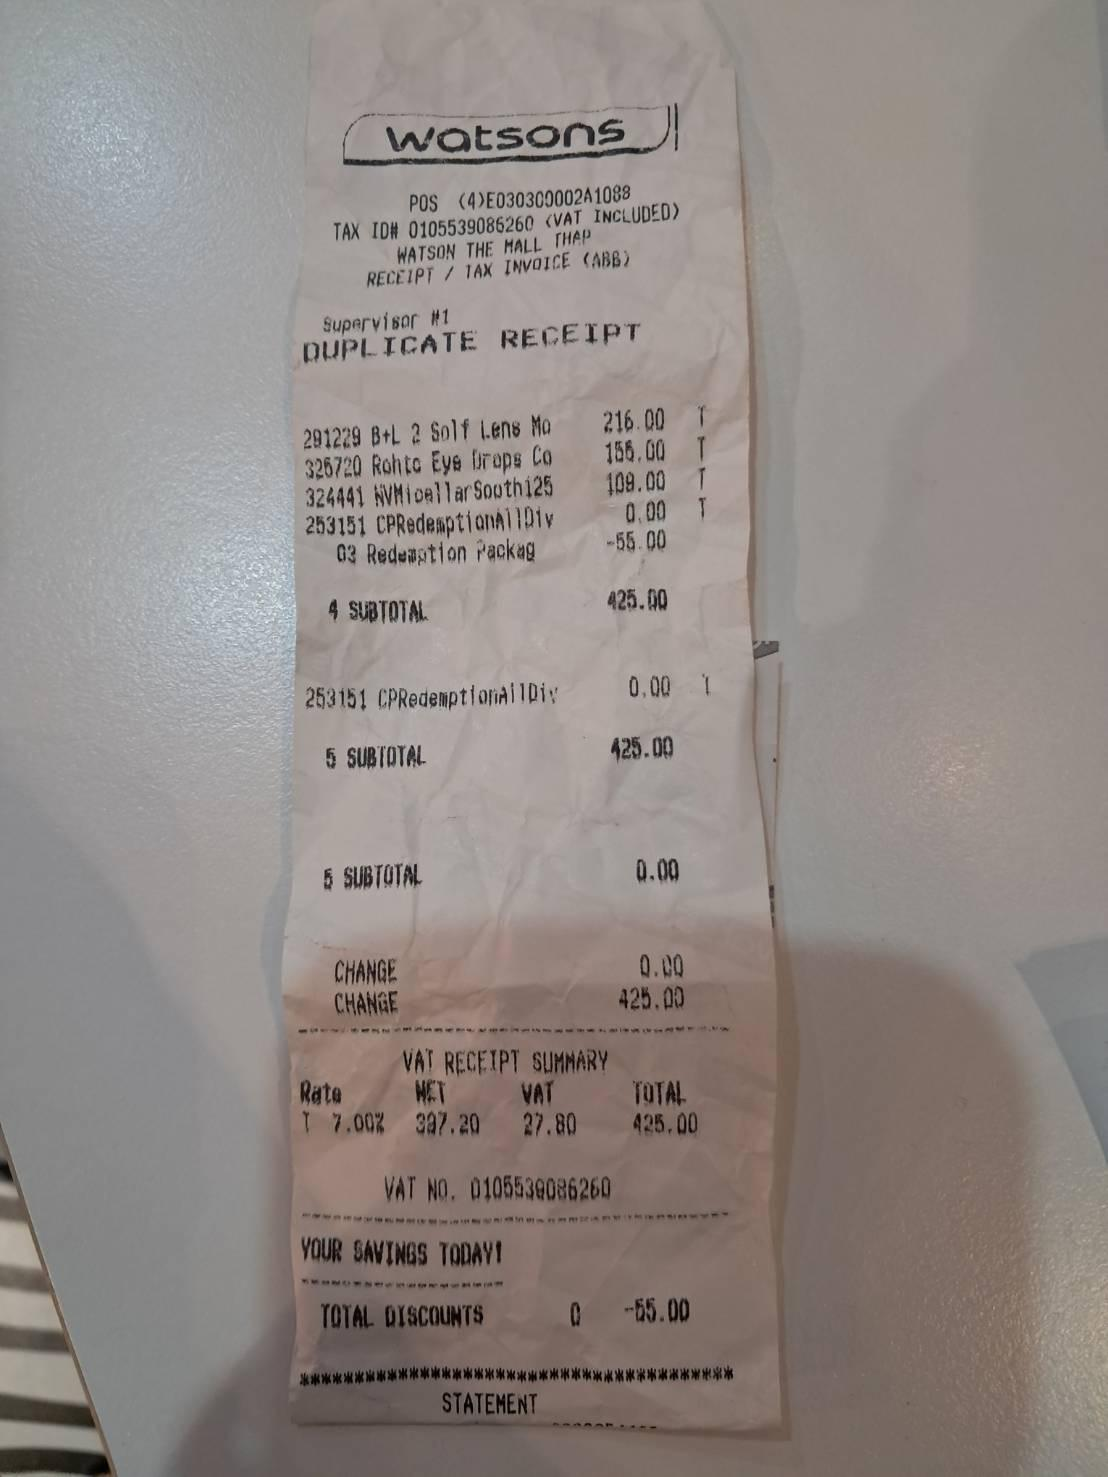 watsons
POS (4)E030300002A1088
TAX ID# 0105539086260 (VAT INCLUDED)
WATSON THE MALL THAP
RECEIPT / TAX INVOICE (ABB)
Supervisor #1
DUPLICATE RECEIPT
291229 B+L 2 Solf Lens Mo 216.00 T
326720 Rohto Eye Drops Co 155.00 T
324441 NVMicellarSoothi25 109.00 T
253151 CPRedemptionAllDiv 0.00 T
03 Redemption Packag -55.00
4 SUBTOTAL 425.00
253151 CPRedemptionAllDiv 0.00 T
5 SUBTOTAL 425.00
5 SUBTOTAL 0.00
CHANGE 0.00
CHANGE 425.00
VAT RECEIPT SUMMARY
Rate NET VAT TOTAL
T 7.00% 397.20 27.80 425.00
VAT NO. 0105539086260
YOUR SAVINGS TODAY!
TOTAL DISCOUNTS 0 -55.00
****************************************
STATEMENT